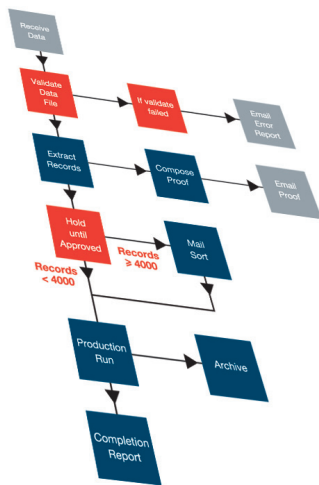 Receive
Data
Validate
Data
File
If validate
failed
Email
Error
Report
Extract
Records
Compose
Proof
Email
Proof
Hold
until
Approved
Records
≥ 4000
Mail
Sort
Records
< 4000
Production
Run
Archive
Completion
Report